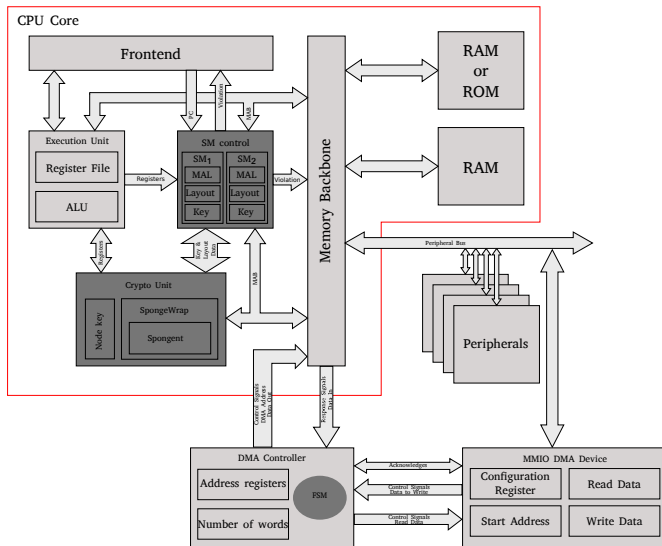 CPU Core
Frontend
RAM
or
ROM
PC
Violation
MAB
Execution Unit
Register File
ALU
SM control
SM1
SM2
MAL
MAL
Layout
Layout
Key
Key
Registers
Violation
Memory Backbone
RAM
Registers
Key &
Layout
Data
MAB
Peripheral Bus
Crypto Unit
Node key
SpongeWrap
Spongent
Peripherals
Control Signals
DMA Address
Data Out
Response Signals
Data In
DMA Controller
Address registers
Number of words
FSM
Acknowledges
Control Signals
Data to Write
Control Signals
Read Data
MMIO DMA Device
Configuration
Register
Read Data
Start Address
Write Data